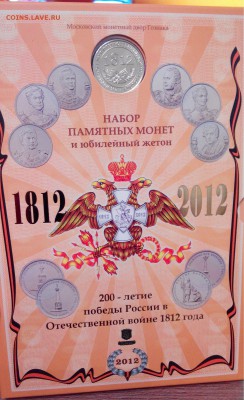 СОINS.LAVE.RU
Московский монетный двор Гознака
НАБОР
ПАМЯТНЫХ МОНЕТ
и юбилейный жетон
1812 2012
200 - летие
победы России в
Отечественной войне 1812 года
2012